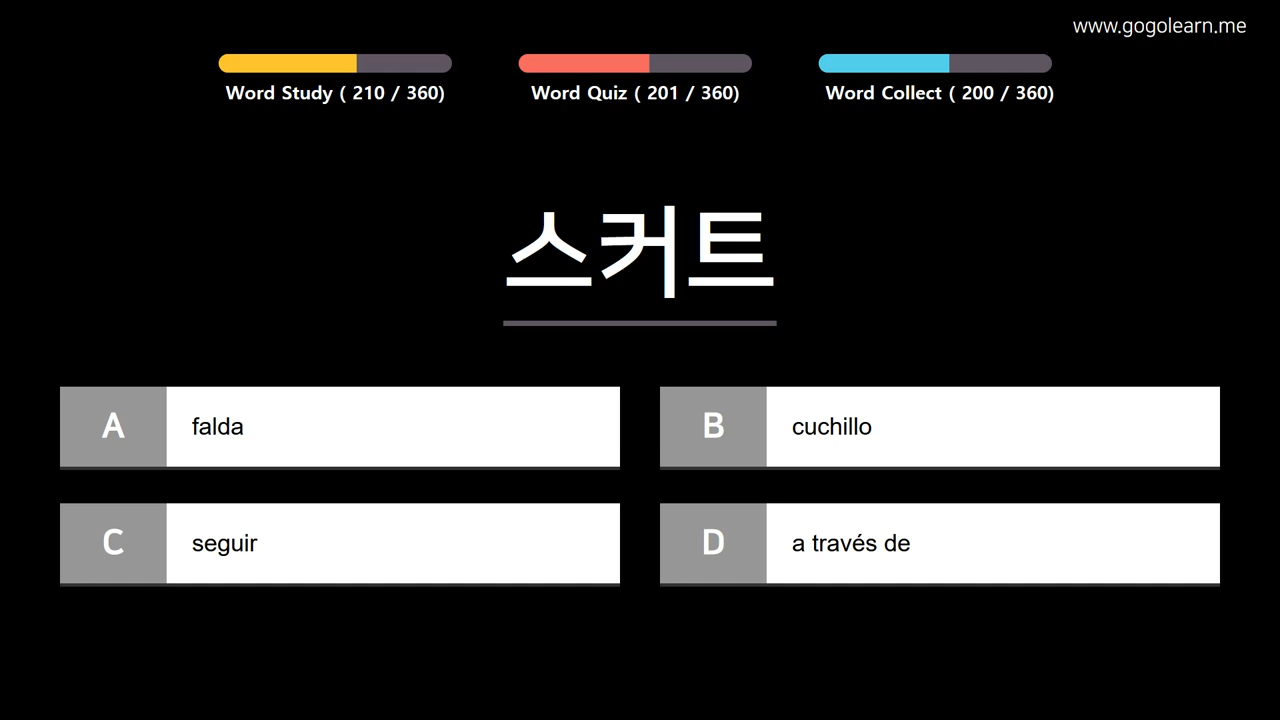 www.gogolearn.me
Word Study ( 210 / 360)
Word Quiz ( 201 / 360)
Word Collect ( 200 / 360)
스커트
A falda
B cuchillo
C seguir
D a través de